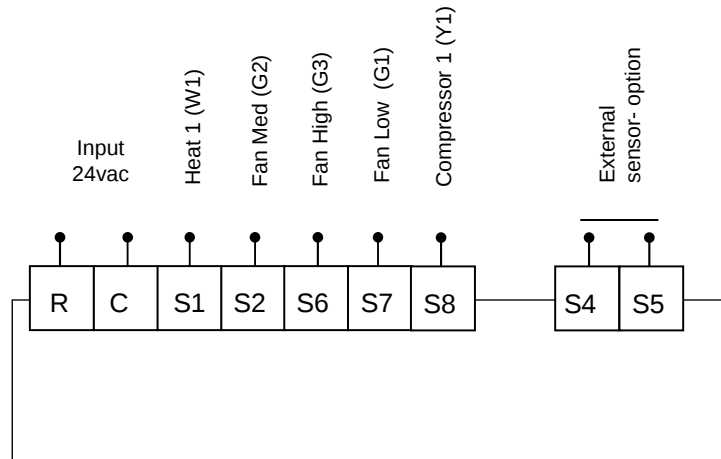 Input
24vac
Heat 1 (W1)
Fan Med (G2)
Fan High (G3)
Fan Low  (G1)
Compressor 1 (Y1)
External
sensor- option
R C S1 S2 S6 S7 S8 S4 S5